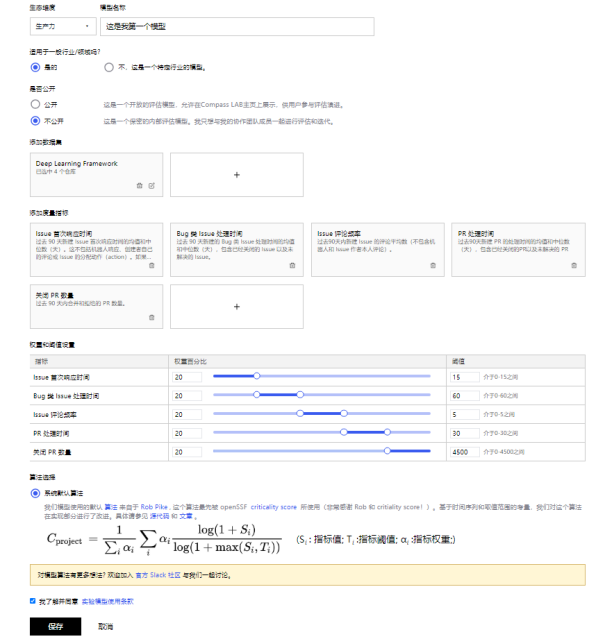 生态维度 模型名称
生产力 这是我第一个模型
适用于一般行业/领域吗?
是的 不, 这是一个特定行业的模型。
是否公开
公开 这是一个开放的评估模型, 允许在Compass LAB主页上展示, 供用户参与评估演进。
不公开 这是一个保密的内部评估模型。我只想与我的协作团队成员一起进行评估和迭代。
添加数据集
Deep Learning Framework
已选中 4 个仓库
+
添加度量指标
Issue 首次响应时间
过去 90 天新建 Issue 首次响应时间的均值和中
位数（天）。这不包括机器人响应、创建者自己
的评论或 Issue 的分配动作（action）。如果...
Bug 类 Issue 处理时间
过去 90 天新建的 Bug 类 Issue 处理时间的均值
和中位数（天）, 包含已经关闭的 Issue 以及未
解决的 Issue。
Issue 评论频率
过去90天内新建 Issue 的评论平均数（不包含机
器人和 Issue 作者本人评论）。
PR 处理时间
过去90天新建 PR 的处理时间的均值和中位数
（天）, 包含已经关闭的PR以及未解决的 PR
关闭 PR 数量
过去 90 天内合并和拒绝的 PR 数量。
+
权重和阈值设置
指标 权重百分比 阈值
Issue 首次响应时间 20 15 介于0-15之间
Bug 类 Issue 处理时间 20 60 介于0-60之间
Issue 评论频率 20 5 介于0-5之间
PR 处理时间 20 30 介于0-30之间
关闭 PR 数量 20 4500 介于0-4500之间
算法选择
系统默认算法
我们模型使用的默认 算法 来自于 Rob Pike , 这个算法最先被 openSSF criticality score 所使用（非常感谢 Rob 和 critiality score！）。基于时间序列和取值范围的考量, 我们对这个算法
在实现部分进行了改进。具体请参见 源代码 和 文章 。
C_project = 1 / ∑_i α_i ∑_i α_i log(1 + S_i) / log(1 + max(S_i, T_i)) (S_i : 指标值; T_i :指标阈值; α_i :指标权重;)
对模型算法有更多想法? 欢迎加入 官方 Slack 社区 与我们一起讨论。
我了解并同意 实验模型使用条款
保存 取消